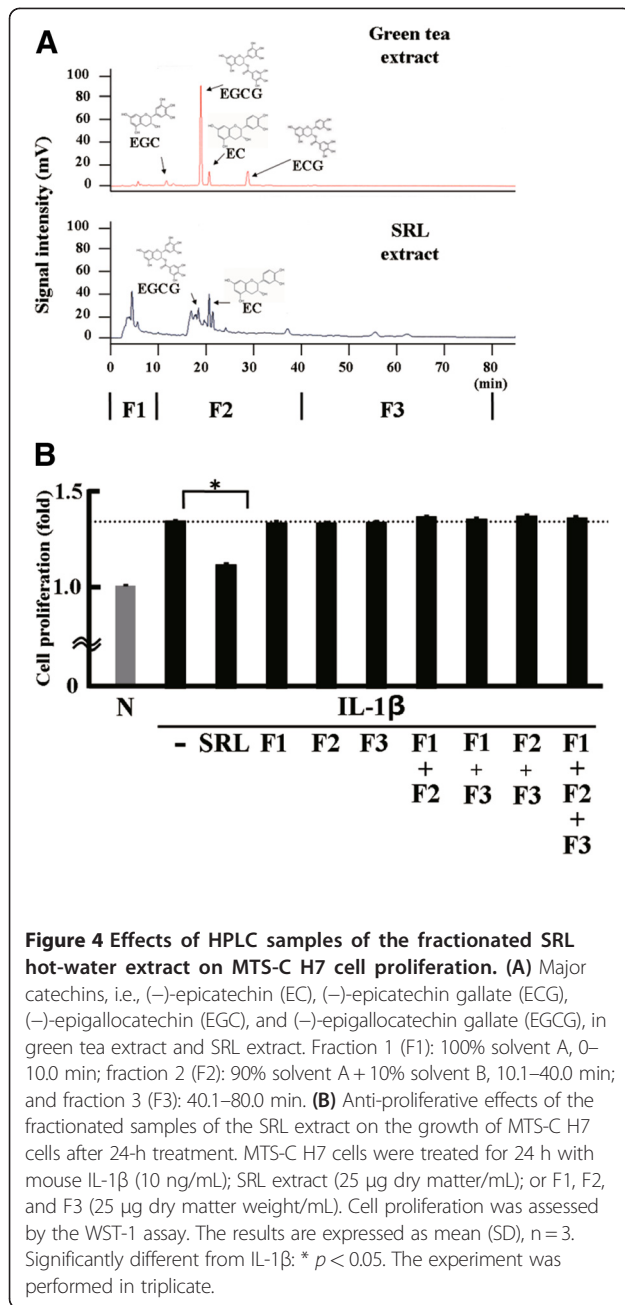 A
Green tea
extract
Signal intensity (mV)
100
80
60
40
20
0
EGCG
EGC
EC
ECG
SRL
extract
100
80
60
40
20
0
EGCG
EC
0 10 20 30 40 50 60 70 80
(min)
F1 F2 F3
B
Cell proliferation (fold)
1.5
1.0
0
*
N
IL-1β
- SRL F1 F2 F3 F1 F1 F2 F1
+ + + +
F2 F3 F3 F2
+
F3
Figure 4 Effects of HPLC samples of the fractionated SRL
hot-water extract on MTS-C H7 cell proliferation. (A) Major
catechins, i.e., (−)-epicatechin (EC), (−)-epicatechin gallate (ECG),
(−)-epigallocatechin (EGC), and (−)-epigallocatechin gallate (EGCG), in
green tea extract and SRL extract. Fraction 1 (F1): 100% solvent A, 0–
10.0 min; fraction 2 (F2): 90% solvent A + 10% solvent B, 10.1–40.0 min;
and fraction 3 (F3): 40.1–80.0 min. (B) Anti-proliferative effects of the
fractionated samples of the SRL extract on the growth of MTS-C H7
cells after 24-h treatment. MTS-C H7 cells were treated for 24 h with
mouse IL-1β (10 ng/mL); SRL extract (25 μg dry matter/mL); or F1, F2,
and F3 (25 μg dry matter weight/mL). Cell proliferation was assessed
by the WST-1 assay. The results are expressed as mean (SD), n = 3.
Significantly different from IL-1β: * p < 0.05. The experiment was
performed in triplicate.